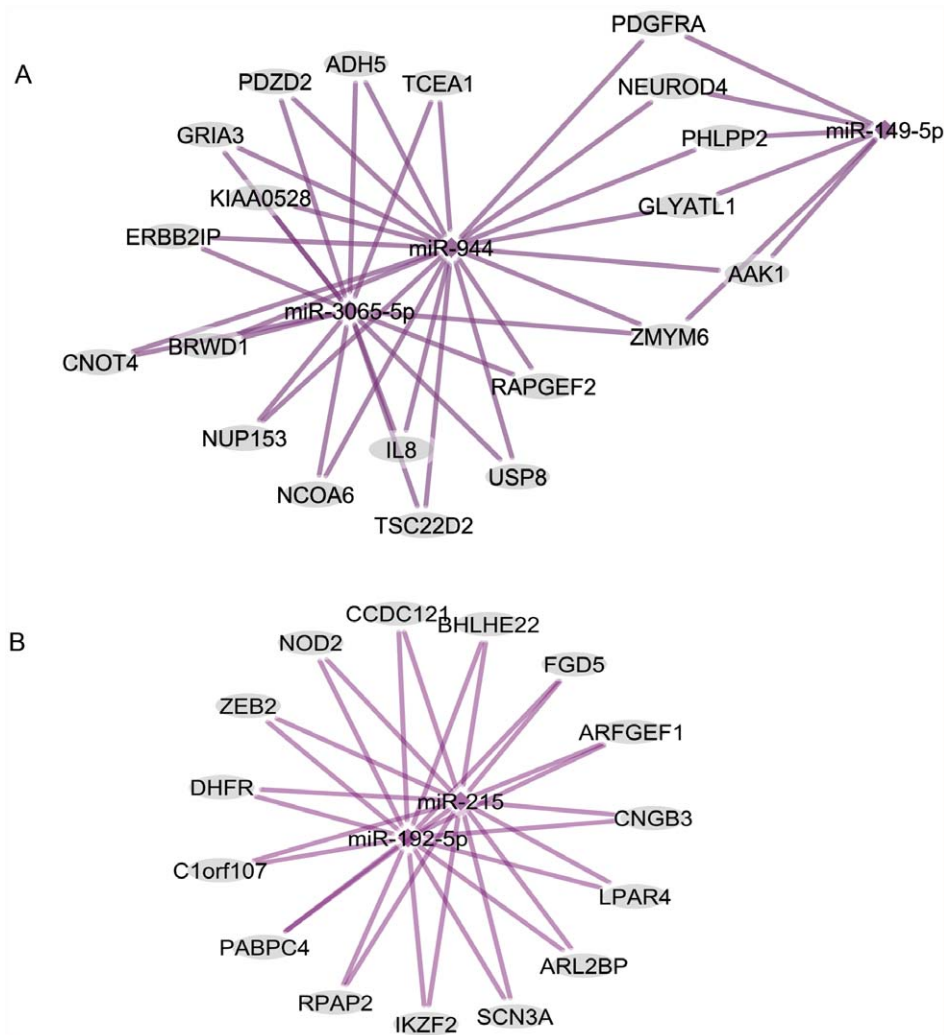 PDGFRA
A
ADH5
PDZD2
TCEA1
NEUROD4
GRIA3
PHLPP2
miR-149-5p
KIAA0528
GLYATL1
ERBB2IP
miR-944
AAK1
miR-3065-5p
ZMYM6
CNOT4
BRWD1
RAPGEF2
NUP153
IL8
USP8
NCOA6
TSC22D2
B
CCDC121
BHLHE22
NOD2
FGD5
ZEB2
ARFGEF1
DHFR
miR-215
CNGB3
miR-192-5p
C1orf107
LPAR4
PABPC4
ARL2BP
RPAP2
IKZF2
SCN3A